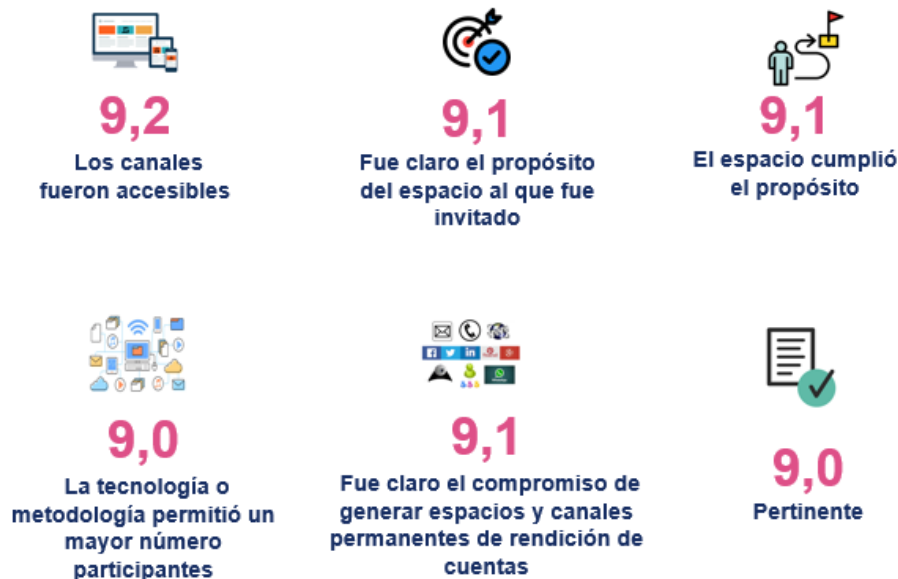 9,2
Los canales
fueron accesibles
9,1
Fue claro el propósito
del espacio al que fue
invitado
9,1
El espacio cumplió
el propósito
9,0
La tecnología o
metodología permitió un
mayor número
participantes
9,1
Fue claro el compromiso de
generar espacios y canales
permanentes de rendición de
cuentas
9,0
Pertinente